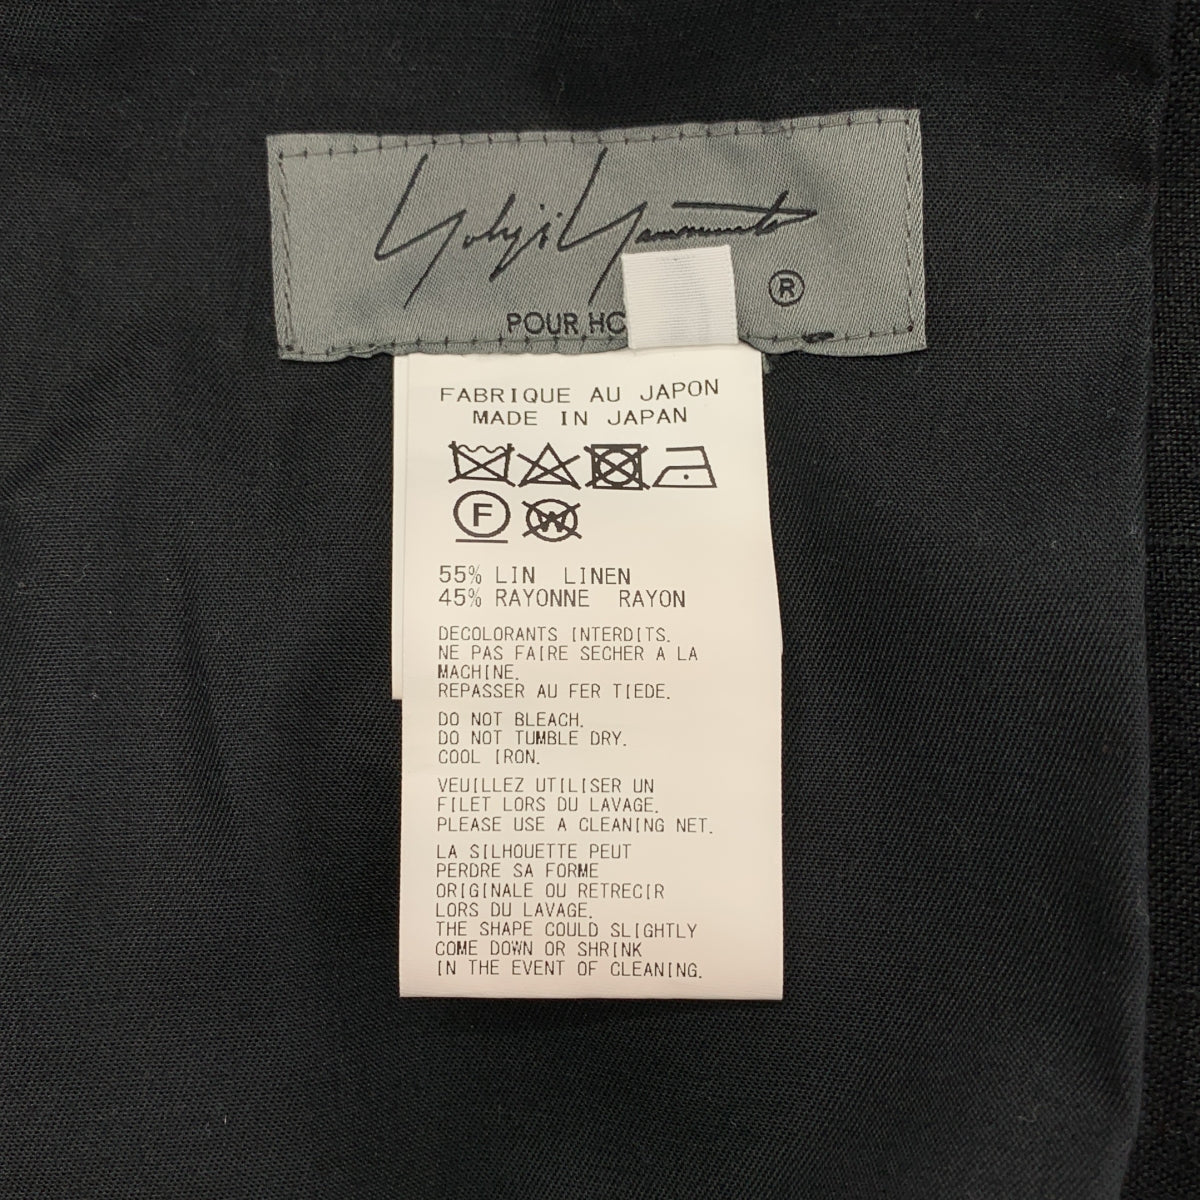 Yohji Yamamoto
®
POUR HO
FABRIQUE AU JAPON
MADE IN JAPAN
F W
55% LIN LINEN
45% RAYONNE RAYON
DECOLORANTS INTERDITS.
NE PAS FAIRE SECHER A LA
MACHINE.
REPASSER AU FER TIEDE.
DO NOT BLEACH.
DO NOT TUMBLE DRY.
COOL IRON.
VEUILLEZ UTILISER UN
FILET LORS DU LAVAGE.
PLEASE USE A CLEANING NET.
LA SILHOUETTE PEUT
PERDRE SA FORME
ORIGINALE OU RETRECIR
LORS DU LAVAGE.
THE SHAPE COULD SLIGHTLY
COME DOWN OR SHRINK
IN THE EVENT OF CLEANING.